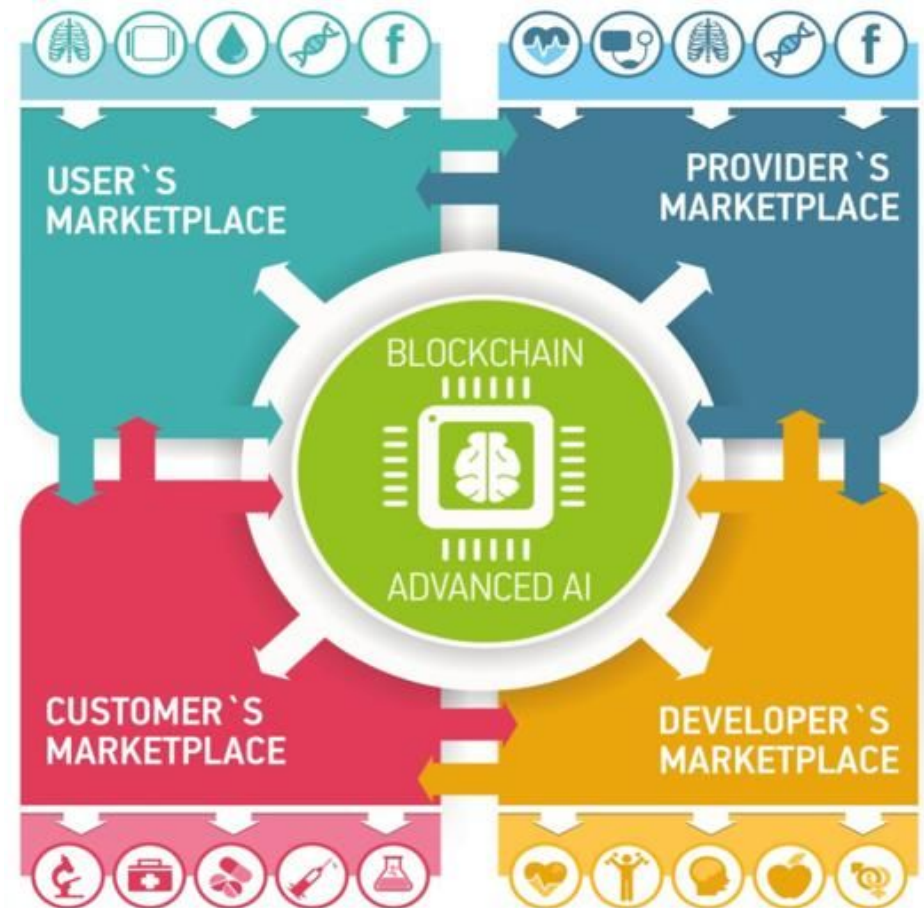 USER`S
MARKETPLACE
PROVIDER`S
MARKETPLACE
BLOCKCHAIN
ADVANCED AI
CUSTOMER`S
MARKETPLACE
DEVELOPER`S
MARKETPLACE